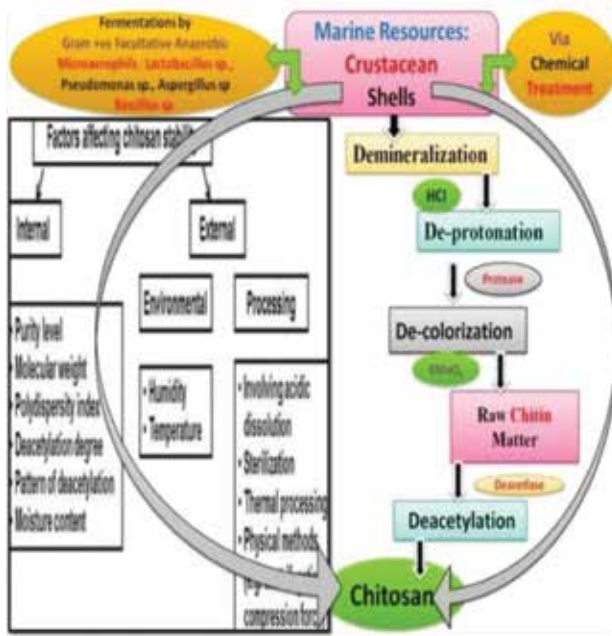 Fermentations by
Gram +ve Facultative Anaerobic
Microaerophils. Lactobacillus sp.,
Pseudomonas sp., Aspergillus sp
Bacillus sp.
Marine Resources:
Crustacean
Shells
Via
Chemical
Treatment
Factors affecting chitosan stability
Internal
External
Environmental
Processing
• Purity level
• Molecular weight
• Polydispersity index
• Deacetylation degree
• Pattern of deacetylation
• Moisture content
• Humidity
• Temperature
• Involving acidic
dissolution
• Sterilization
• Thermal processing
• Physical methods
compression forc
Demineralization
HCl
De-protonation
Protease
De-colorization
Raw Chitin
Matter
Deacetylation
Chitosan